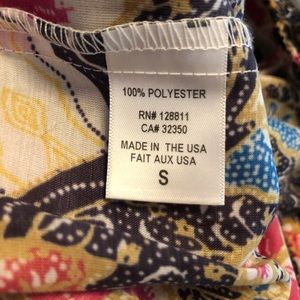 100% POLYESTER
RN# 128811
CA# 32350
MADE IN THE USA
FAIT AUX USA
S